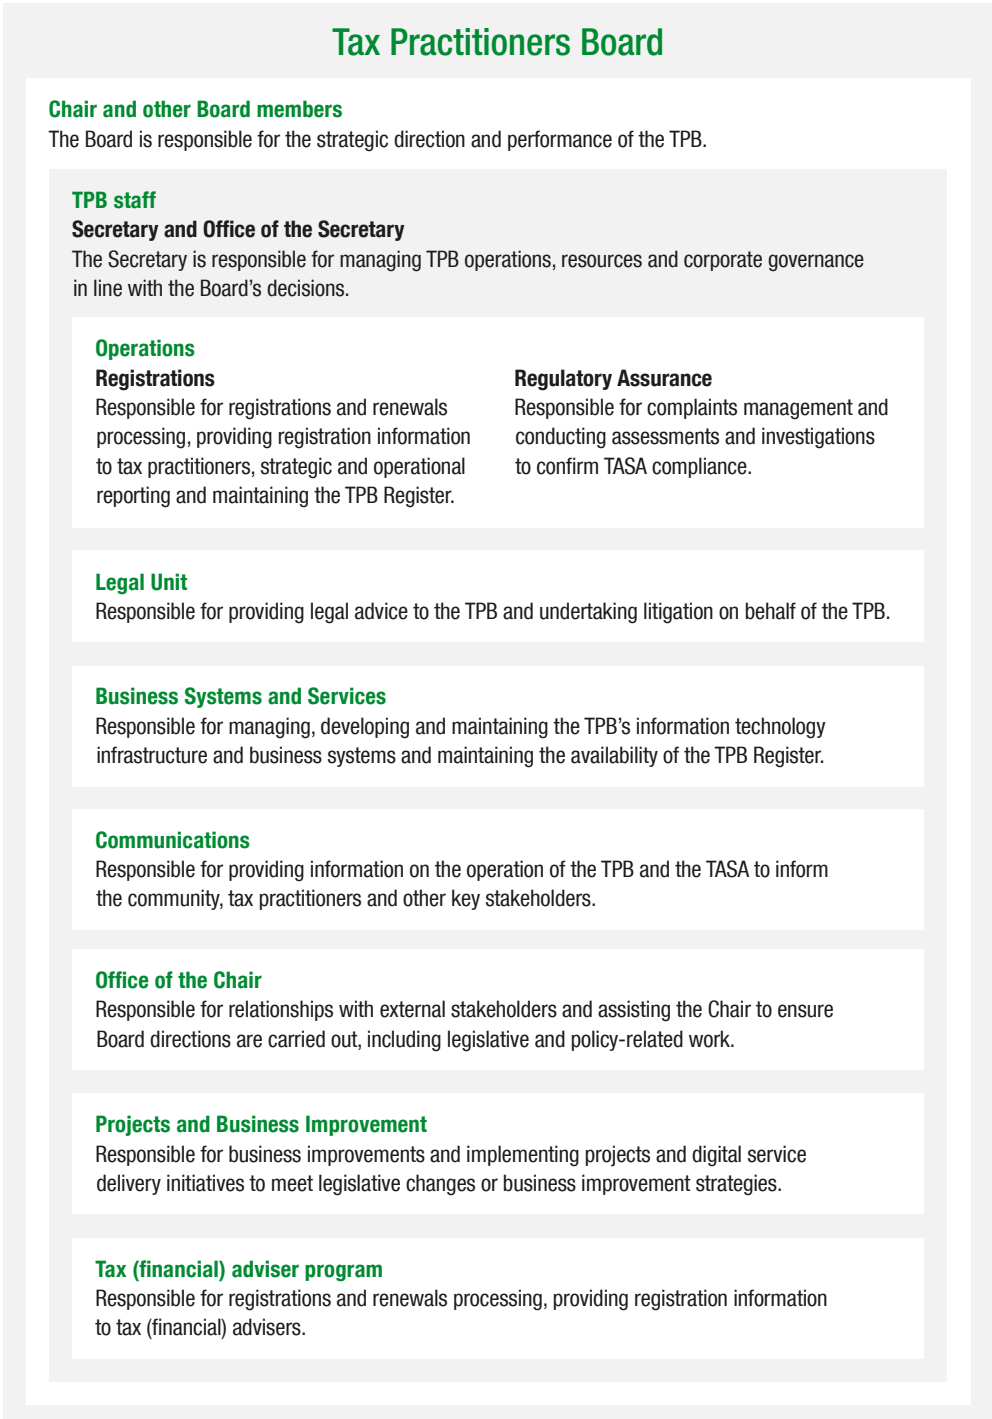 Tax Practitioners Board
Chair and other Board members
The Board is responsible for the strategic direction and performance of the TPB.
TPB staff
Secretary and Office of the Secretary
The Secretary is responsible for managing TPB operations, resources and corporate governance
in line with the Board’s decisions.
Operations
Registrations
Responsible for registrations and renewals
processing, providing registration information
to tax practitioners, strategic and operational
reporting and maintaining the TPB Register.
Regulatory Assurance
Responsible for complaints management and
conducting assessments and investigations
to confirm TASA compliance.
Legal Unit
Responsible for providing legal advice to the TPB and undertaking litigation on behalf of the TPB.
Business Systems and Services
Responsible for managing, developing and maintaining the TPB’s information technology
infrastructure and business systems and maintaining the availability of the TPB Register.
Communications
Responsible for providing information on the operation of the TPB and the TASA to inform
the community, tax practitioners and other key stakeholders.
Office of the Chair
Responsible for relationships with external stakeholders and assisting the Chair to ensure
Board directions are carried out, including legislative and policy-related work.
Projects and Business Improvement
Responsible for business improvements and implementing projects and digital service
delivery initiatives to meet legislative changes or business improvement strategies.
Tax (financial) adviser program
Responsible for registrations and renewals processing, providing registration information
to tax (financial) advisers.